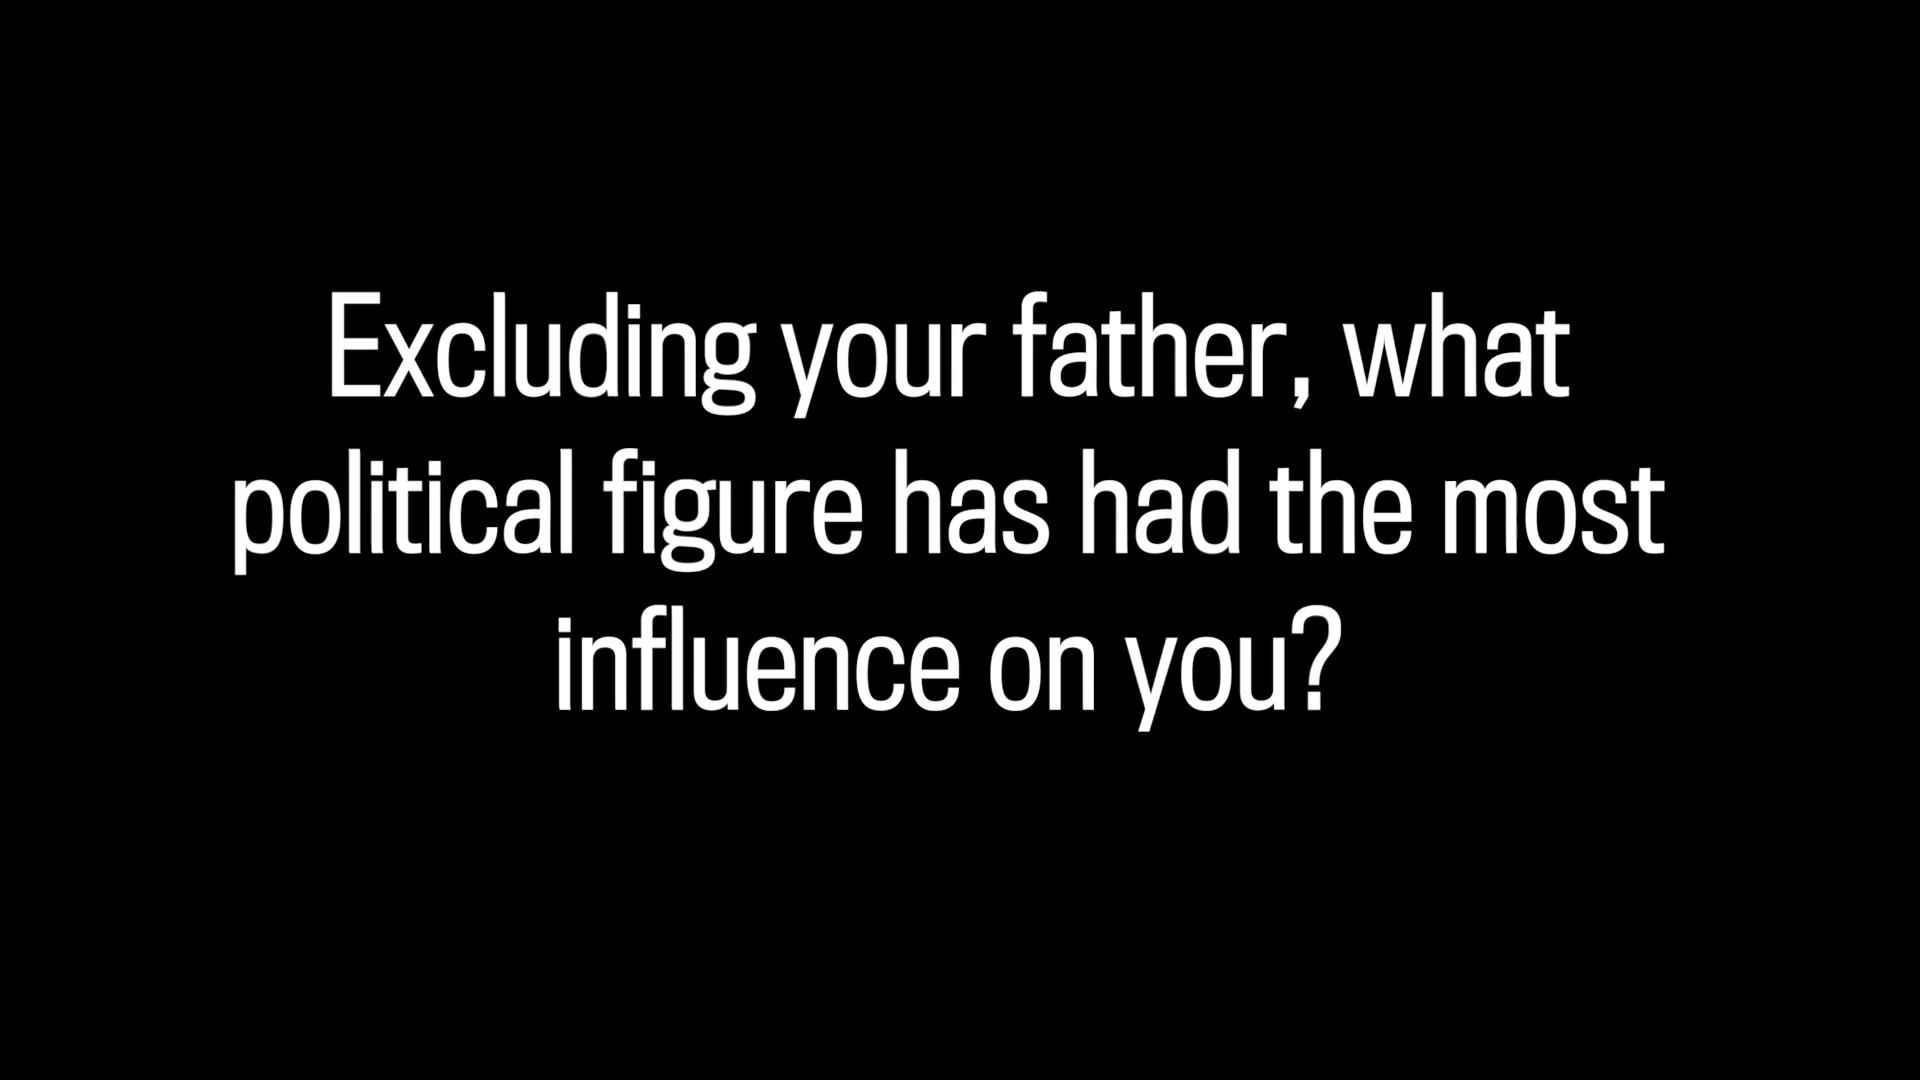 Excluding your father, what
political figure has had the most
influence on you?